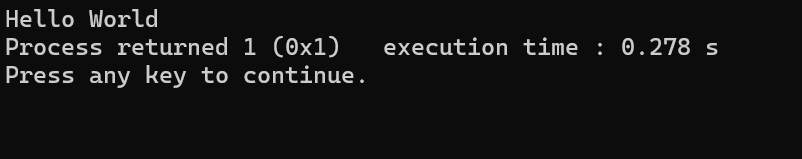 Hello World
Process returned 1 (0x1)   execution time : 0.278 s
Press any key to continue.